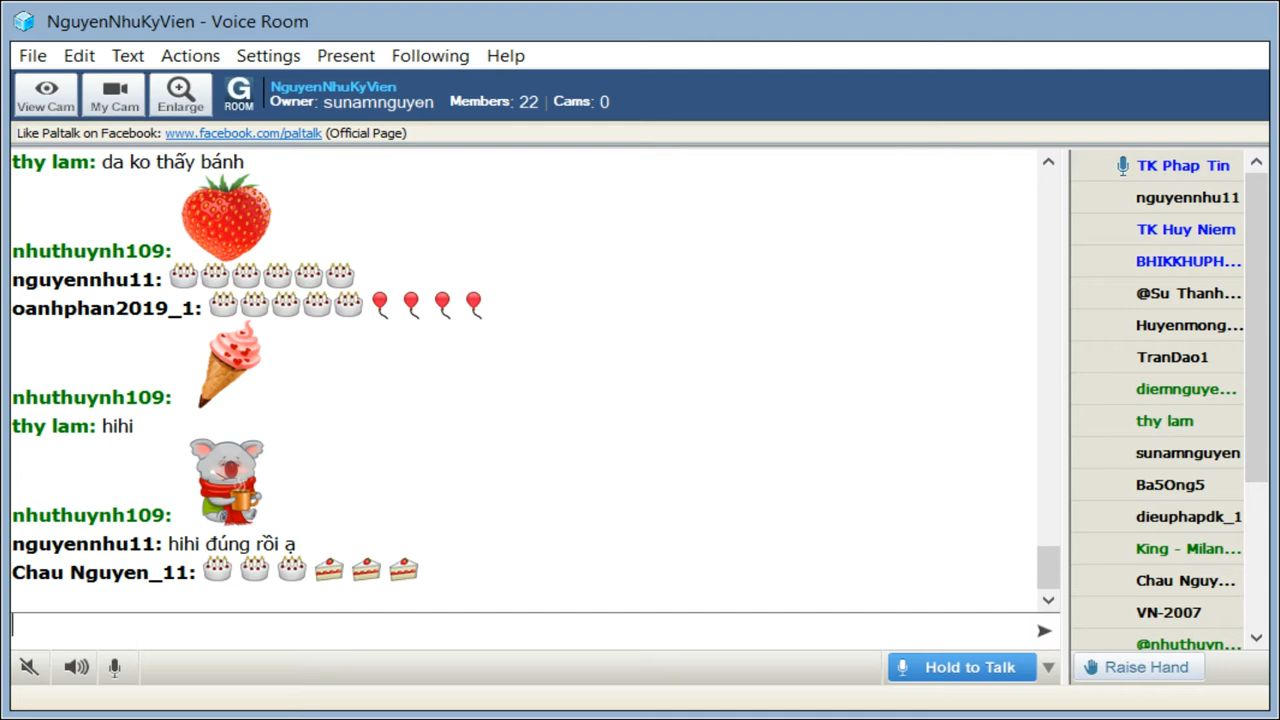 NguyenNhuKyVien - Voice Room
File Edit Text Actions Settings Present Following Help
View Cam My Cam Enlarge G ROOM
NguyenNhuKyVien
Owner: sunamnguyen Members: 22 | Cams: 0
Like Paltalk on Facebook: www.facebook.com/paltalk (Official Page)
thy lam: da ko thấy bánh
nhuthuynh109:
nguyennhu11:
oanhphan2019_1:
nhuthuynh109:
thy lam: hihi
nhuthuynh109:
nguyennhu11: hihi đúng rồi ạ
Chau Nguyen_11:
TK Phap Tin
nguyennhu11
TK Huy Niem
BHIKKHUPH...
@Su Thanh...
Huyenmong...
TranDao1
diemnguye...
thy lam
sunamnguyen
Ba5Ong5
dieuphapdk_1
King - Milan...
Chau Nguy...
VN-2007
@nhuthuyn...
Hold to Talk
Raise Hand